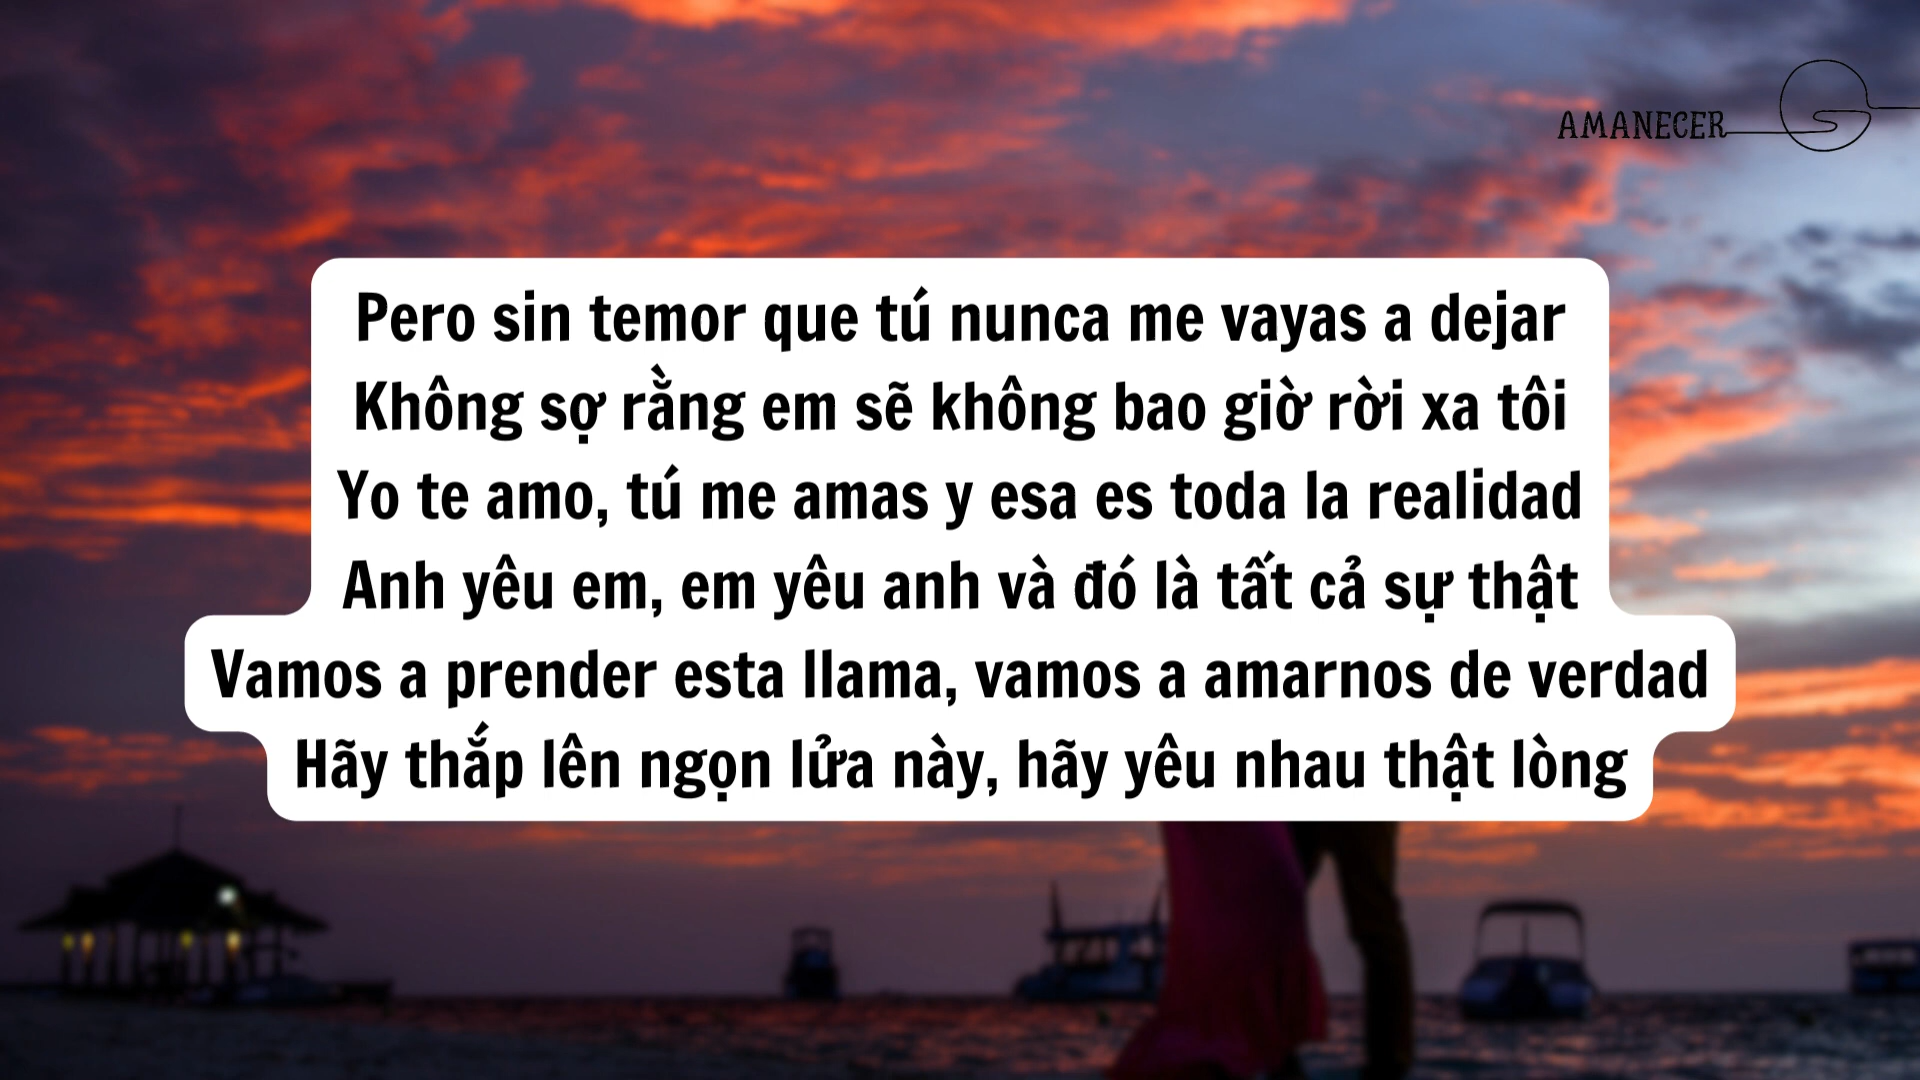 AMANECER
Pero sin temor que tú nunca me vayas a dejar
Không sợ rằng em sẽ không bao giờ rời xa tôi
Yo te amo, tú me amas y esa es toda la realidad
Anh yêu em, em yêu anh và đó là tất cả sự thật
Vamos a prender esta llama, vamos a amarnos de verdad
Hãy thắp lên ngọn lửa này, hãy yêu nhau thật lòng